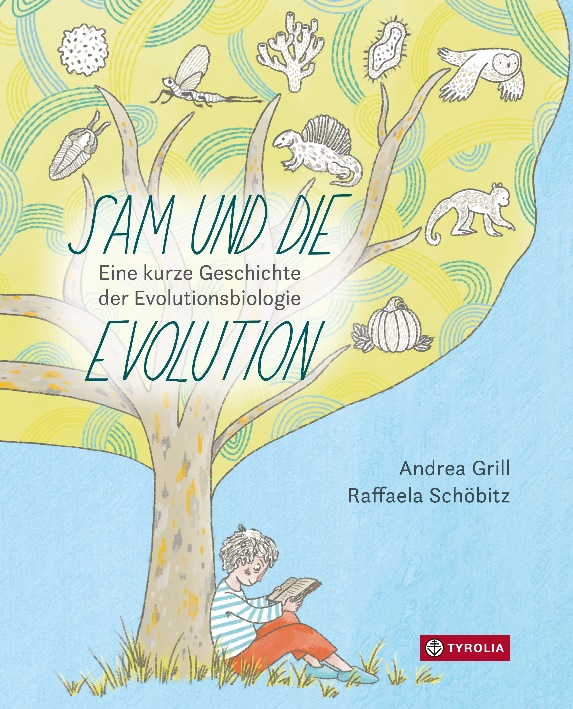 SAM UND DIE
Eine kurze Geschichte
der Evolutionsbiologie
EVOLUTION
Andrea Grill
Raffaela Schöbitz
TYROLIA